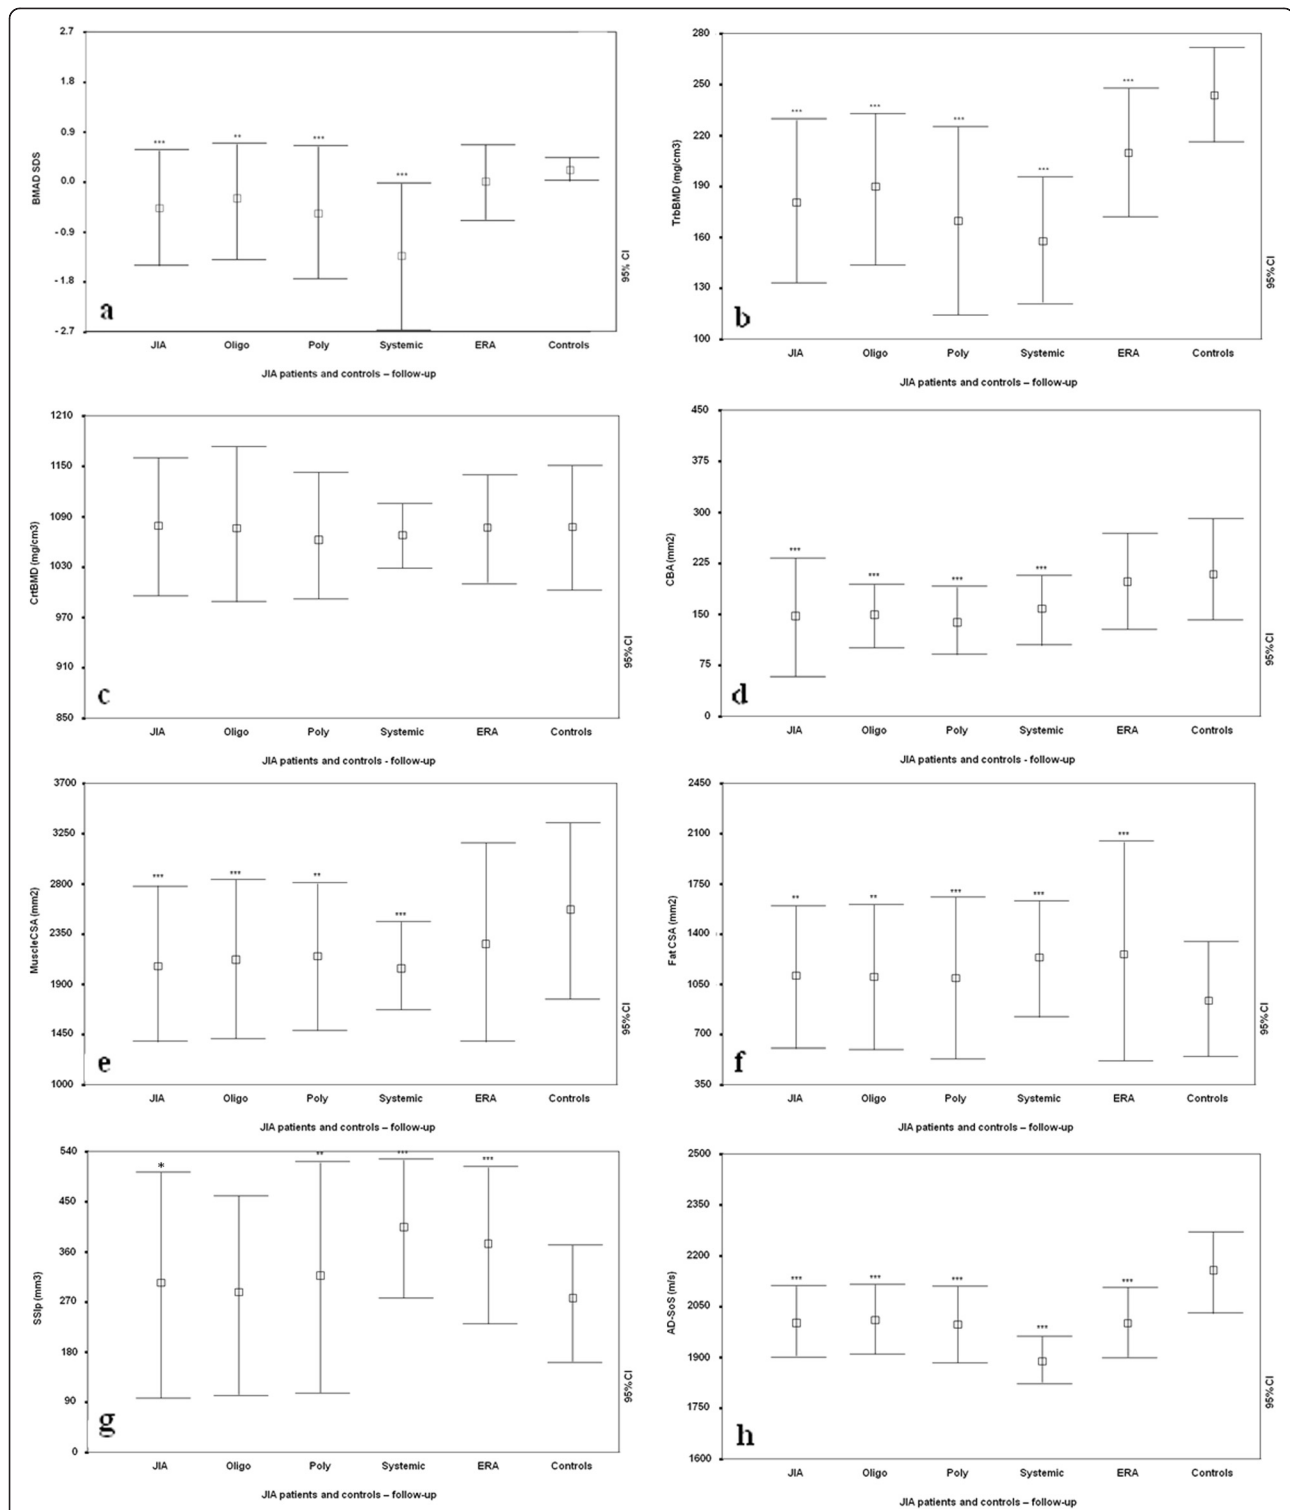 2.7
1.8
0.9
0.0
- 0.9
- 1.8
- 2.7
BMAD SDS
*** ** *** ***
a
95% CI
JIA Oligo Poly Systemic ERA Controls
JIA patients and controls – follow-up
280
250
220
190
160
130
100
TrbBMD (mg/cm3)
*** *** *** *** ***
b
95%CI
JIA Oligo Poly Systemic ERA Controls
JIA patients and controls – follow-up
1210
1150
1090
1030
970
910
850
CrtBMD (mg/cm3)
c
95%CI
JIA Oligo Poly Systemic ERA Controls
JIA patients and controls - follow-up
450
375
300
225
150
75
0
CBA (mm2)
*** *** *** ***
d
95%CI
JIA Oligo Poly Systemic ERA Controls
JIA patients and controls - follow-up
3700
3250
2800
2350
1900
1450
1000
MuscleCSA (mm2)
*** *** ** ***
e
95%CI
JIA Oligo Poly Systemic ERA Controls
JIA patients and controls – follow-up
2450
2100
1750
1400
1050
700
350
Fat CSA (mm2)
** ** *** *** ***
f
95%CI
JIA Oligo Poly Systemic ERA Controls
JIA patients and controls – follow-up
540
450
360
270
180
90
0
SSIp (mm3)
* ** *** ***
g
95%CI
JIA Oligo Poly Systemic ERA Controls
JIA patients and controls – follow-up
2500
2350
2200
2050
1900
1750
1600
AD-SoS (m/s)
*** *** *** *** ***
h
95%CI
JIA Oligo Poly Systemic ERA Controls
JIA patients and controls – follow-up